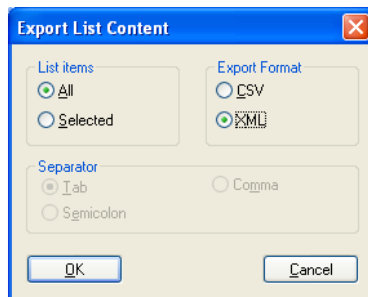 Export List Content
List items
All
Selected
Export Format
CSV
XML
Separator
Tab
Comma
Semicolon
OK
Cancel